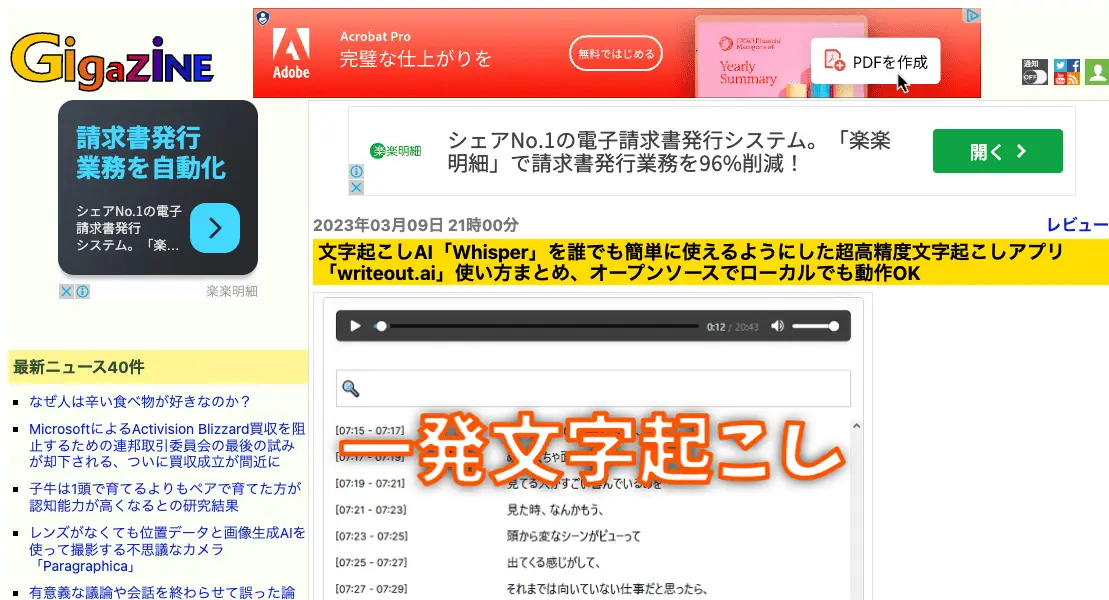 GIGAZINE
Adobe
Acrobat Pro
完璧な仕上がりを
無料ではじめる
Yearly
Summary
PDFを作成
通知
OFF
請求書発行
業務を自動化
シェアNo.1の電子
請求書発行
システム。「楽...
楽楽明細
楽楽明細
シェアNo.1の電子請求書発行システム。「楽楽
明細」で請求書発行業務を96%削減！
開く
2023年03月09日 21時00分
レビュー
文字起こしAI「Whisper」を誰でも簡単に使えるようにした超高精度文字起こしアプリ
「writeout.ai」使い方まとめ、オープンソースでローカルでも動作OK
最新ニュース40件
なぜ人は辛い食べ物が好きなのか？
MicrosoftによるActivision Blizzard買収を阻
止するための連邦取引委員会の最後の試み
が却下される、ついに買収成立が間近に
子牛は1頭で育てるよりもペアで育てた方が
認知能力が高くなるとの研究結果
レンズがなくても位置データと画像生成AIを
使って撮影する不思議なカメラ
「Paragraphica」
有意義な議論や会話を終わらせて誤った論
0:12 / 20:43
一発文字起こし
[07:15 - 07:17]
[07:17 - 07:19]
[07:19 - 07:21]
[07:21 - 07:23] 見た時、なんかもう、
[07:23 - 07:25] 頭から変なシーンがビューって
[07:25 - 07:27] 出てくる感じがして、
[07:27 - 07:29] それまでは向いていない仕事だと思ったら、